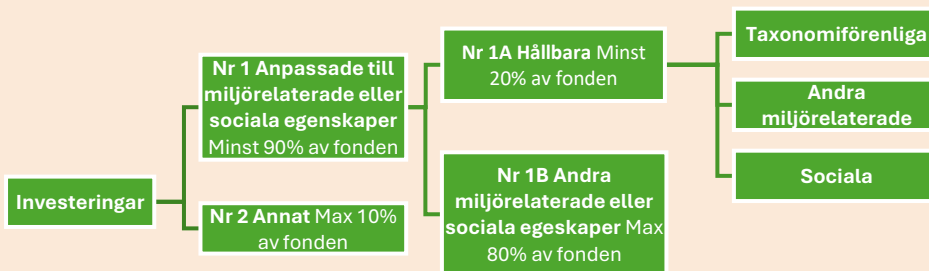 Investeringar
Nr 1 Anpassade till
miljörelaterade eller
sociala egenskaper
Minst 90% av fonden
Nr 2 Annat Max 10%
av fonden
Nr 1A Hållbara Minst
20% av fonden
Nr 1B Andra
miljörelaterade eller
sociala egeskaper Max
80% av fonden
Taxonomiförenliga
Andra
miljörelaterade
Sociala